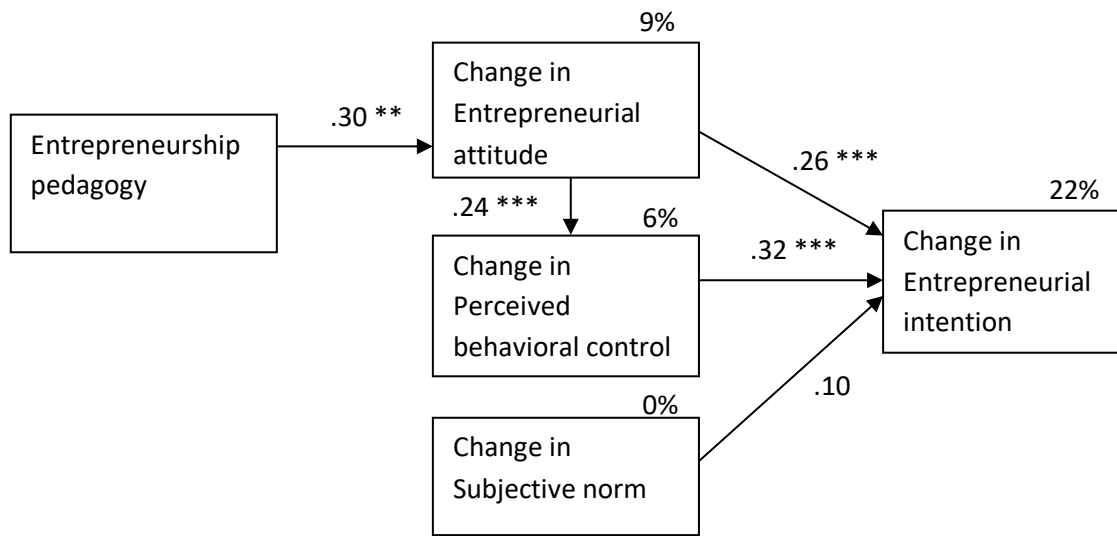 9%
Change in
Entrepreneurial
attitude
.30 **
Entrepreneurship
pedagogy
.26 ***
.24 ***
6%
22%
Change in
Perceived
behavioral control
.32 ***
Change in
Entrepreneurial
intention
0%
.10
Change in
Subjective norm